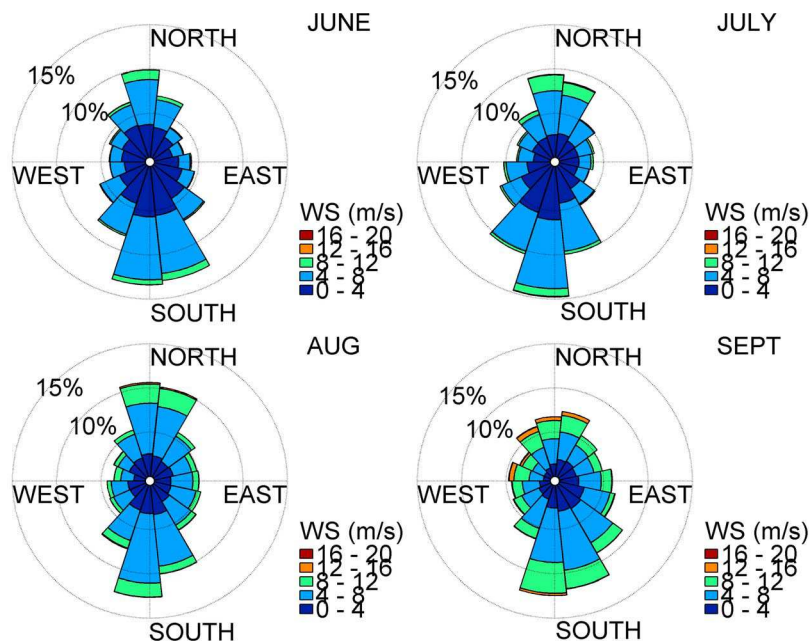 JUNE
NORTH
15%
10%
WEST
EAST
SOUTH
WS (m/s)
16 - 20
12 - 16
8 - 12
4 - 8
0 - 4
JULY
NORTH
15%
10%
WEST
EAST
SOUTH
WS (m/s)
16 - 20
12 - 16
8 - 12
4 - 8
0 - 4
AUG
NORTH
15%
10%
WEST
EAST
SOUTH
WS (m/s)
16 - 20
12 - 16
8 - 12
4 - 8
0 - 4
SEPT
NORTH
15%
10%
WEST
EAST
SOUTH
WS (m/s)
16 - 20
12 - 16
8 - 12
4 - 8
0 - 4